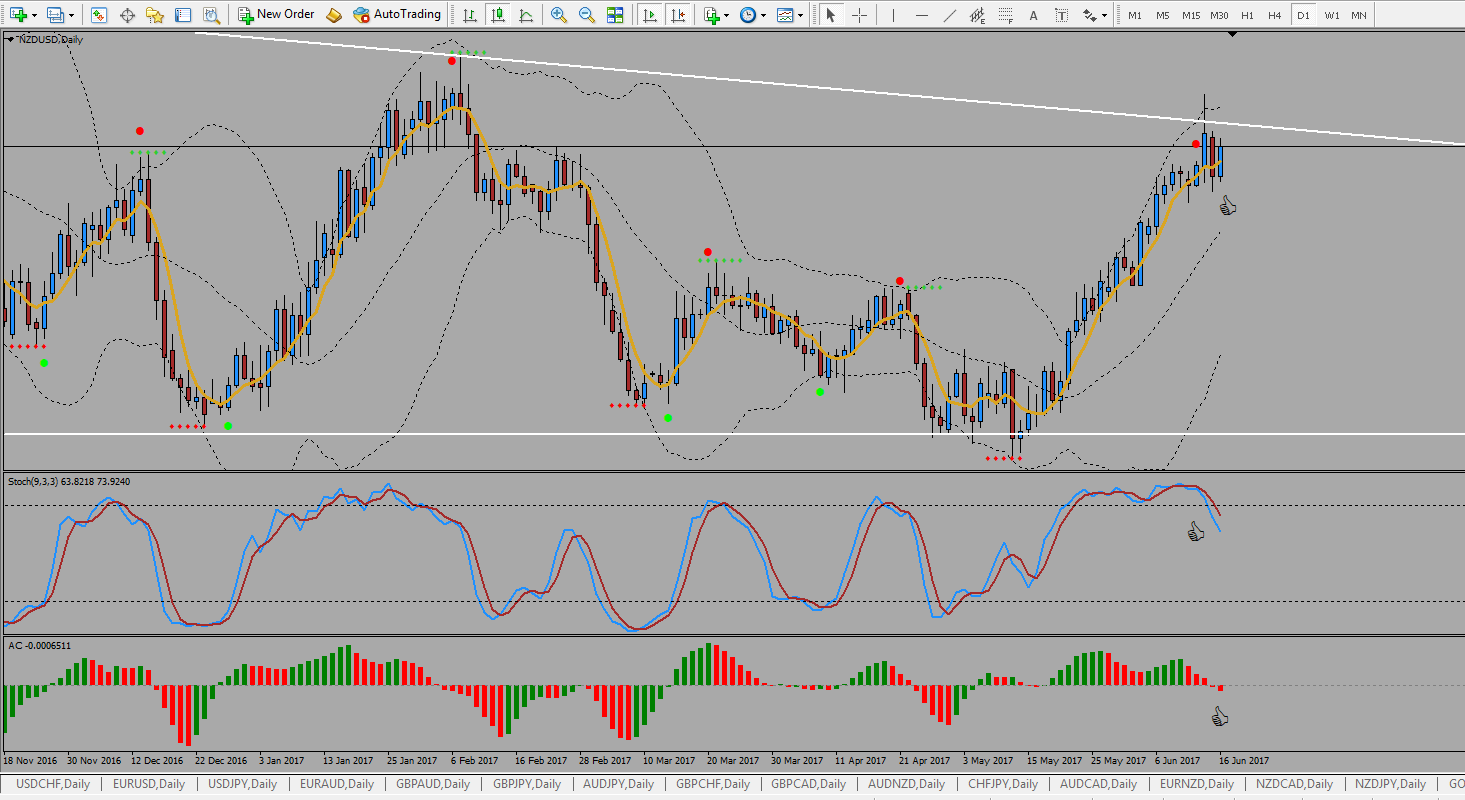 New Order AutoTrading A T M1 M5 M15 M30 H1 H4 D1 W1 MN
NZDUSD,Daily
Stoch(9,3,3) 63.8218 73.9240
AC -0.0006511
18 Nov 2016 30 Nov 2016 12 Dec 2016 22 Dec 2016 3 Jan 2017 13 Jan 2017 25 Jan 2017 6 Feb 2017 16 Feb 2017 28 Feb 2017 10 Mar 2017 20 Mar 2017 30 Mar 2017 11 Apr 2017 21 Apr 2017 3 May 2017 15 May 2017 25 May 2017 6 Jun 2017 16 Jun 2017
USDCHF,Daily EURUSD,Daily USDJPY,Daily EURAUD,Daily GBPAUD,Daily GBPJPY,Daily AUDJPY,Daily GBPCHF,Daily GBPCAD,Daily AUDNZD,Daily CHFJPY,Daily AUDCAD,Daily EURNZD,Daily NZDCAD,Daily NZDJPY,Daily GO